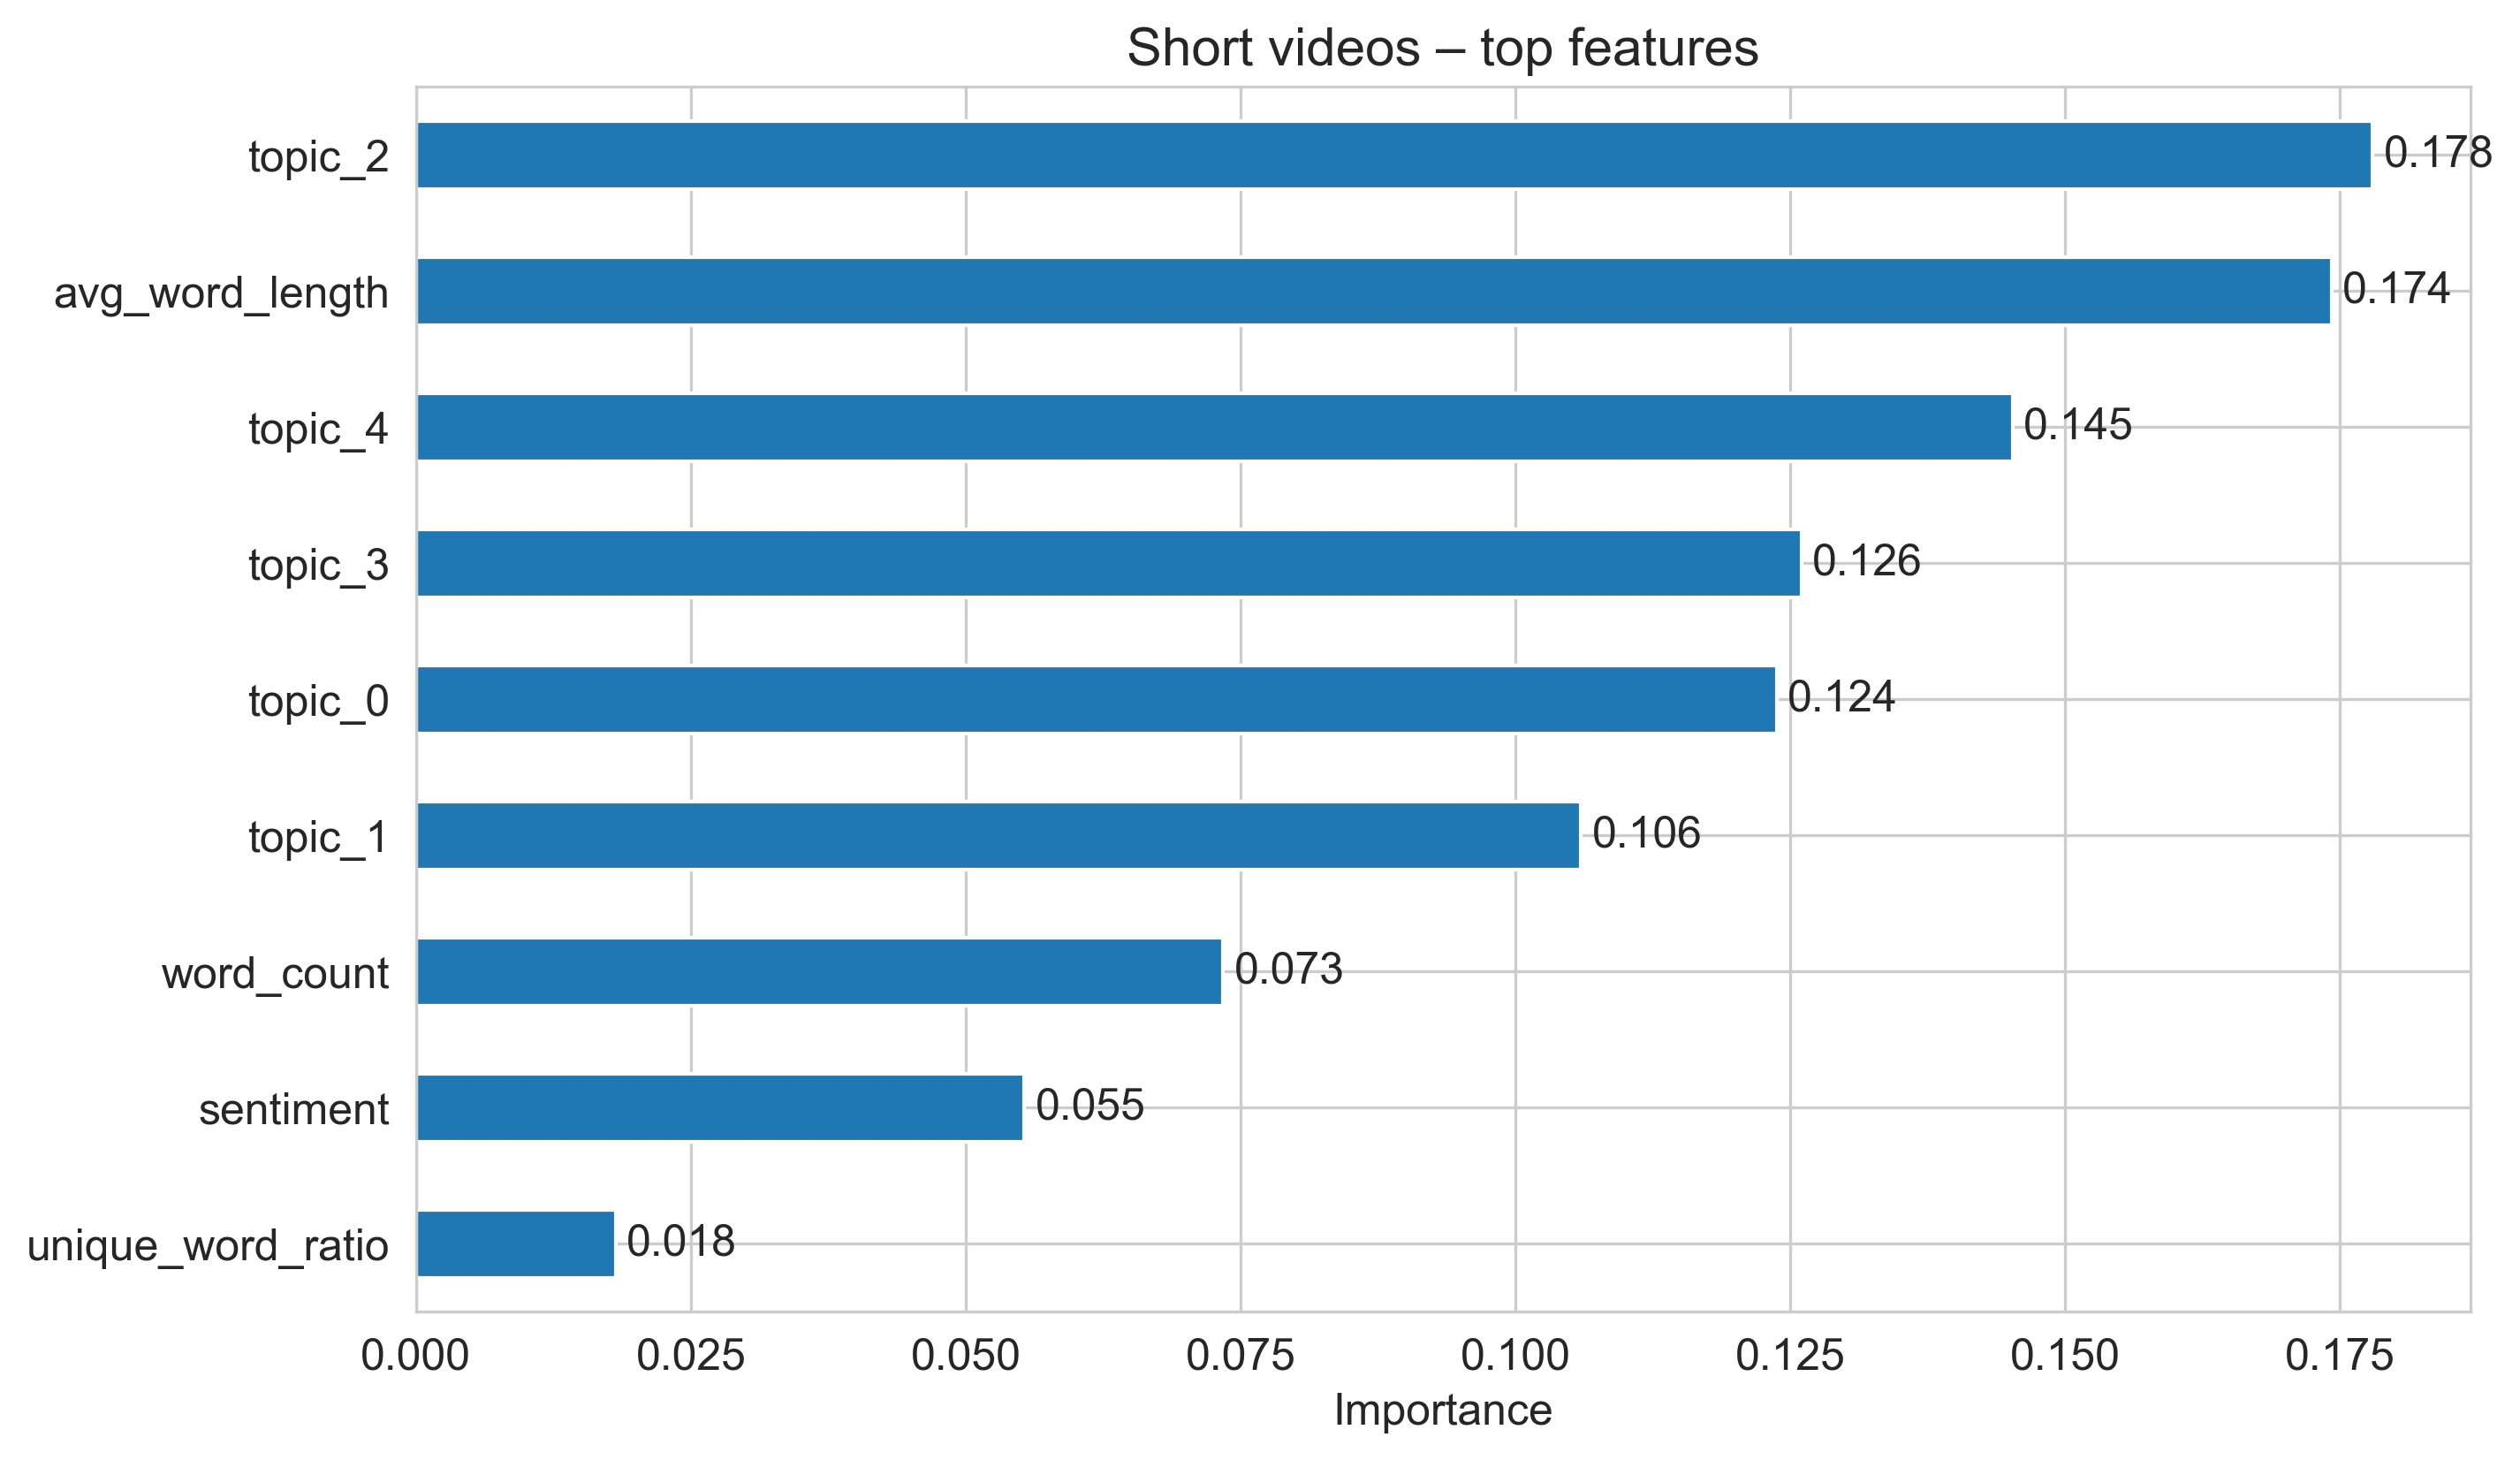 Short videos – top features
topic_2 0.178
avg_word_length 0.174
topic_4 0.145
topic_3 0.126
topic_0 0.124
topic_1 0.106
word_count 0.073
sentiment 0.055
unique_word_ratio 0.018
0.000 0.025 0.050 0.075 0.100 0.125 0.150 0.175
Importance